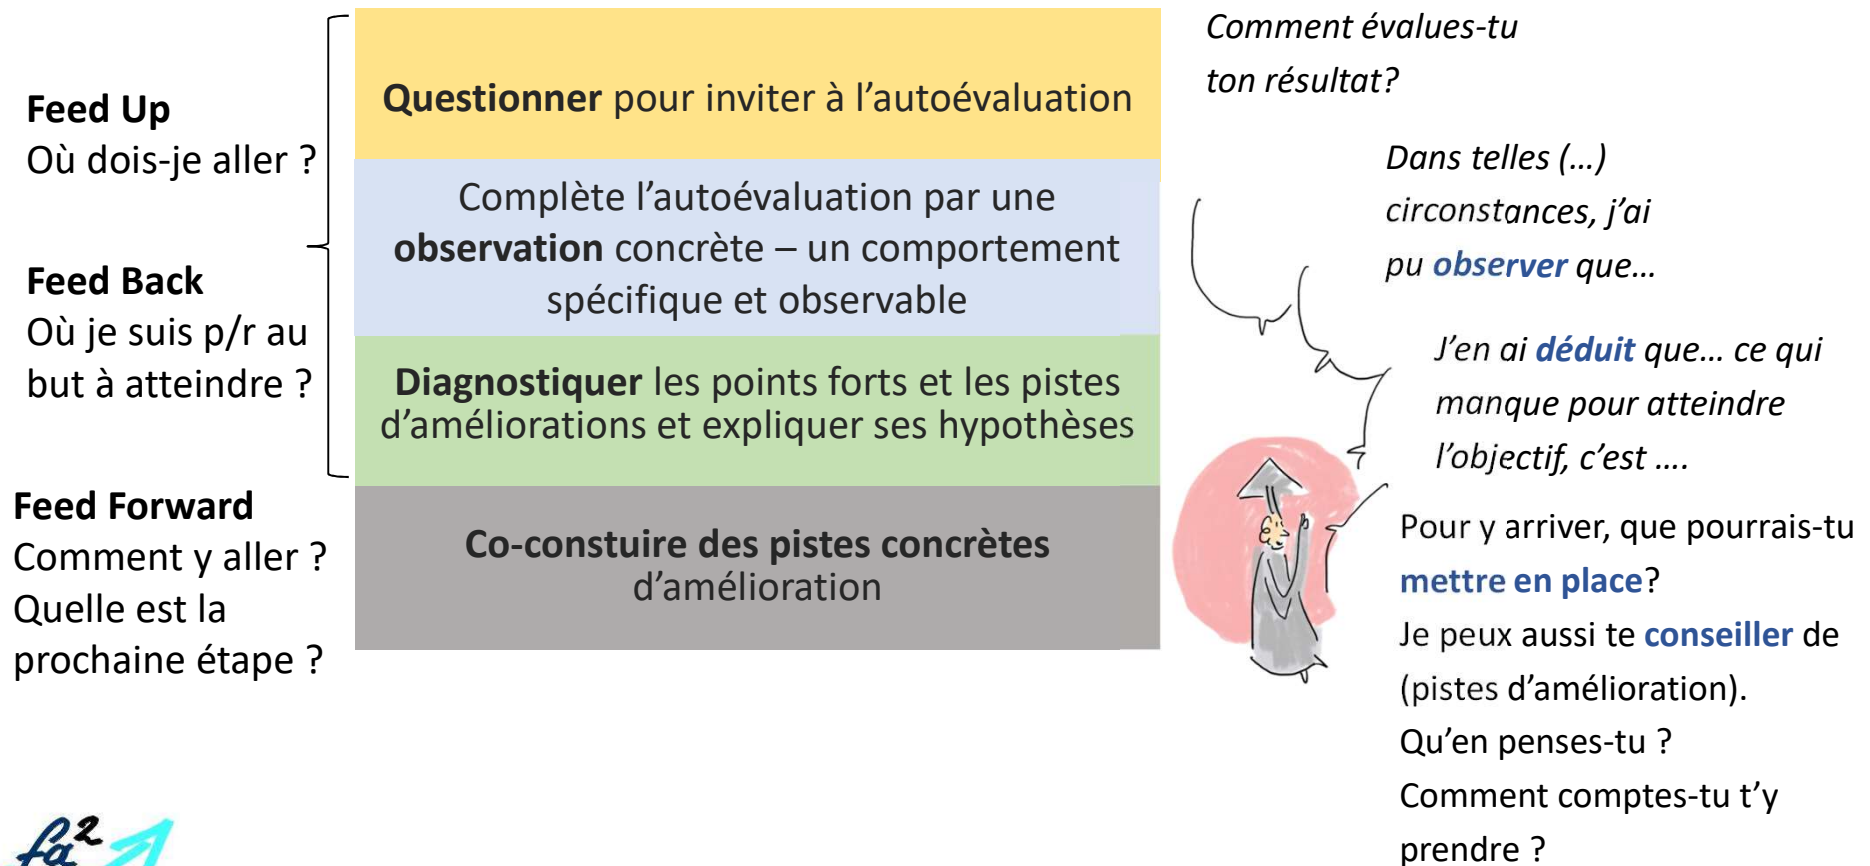 Feed Up
Où dois-je aller ?
Feed Back
Où je suis p/r au
but à atteindre ?
Feed Forward
Comment y aller ?
Quelle est la
prochaine étape ?
Questionner pour inviter à l’autoévaluation
Complète l’autoévaluation par une
observation concrète – un comportement
spécifique et observable
Diagnostiquer les points forts et les pistes
d’améliorations et expliquer ses hypothèses
Co-constuire des pistes concrètes
d’amélioration
Comment évalues-tu
ton résultat?
Dans telles (…)
circonstances, j’ai
pu observer que…
J’en ai déduit que… ce qui
manque pour atteindre
l’objectif, c’est ….
Pour y arriver, que pourrais-tu
mettre en place?
Je peux aussi te conseiller de
(pistes d’amélioration).
Qu’en penses-tu ?
Comment comptes-tu t’y
prendre ?
fa2